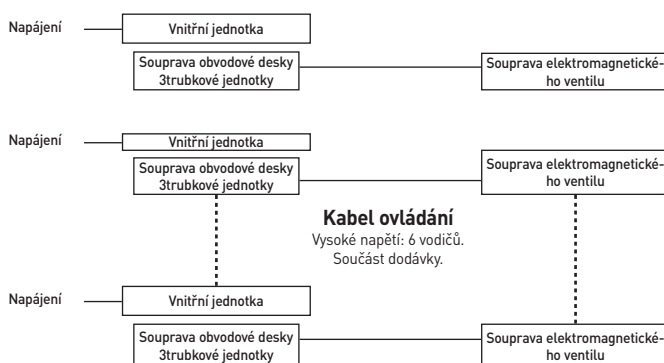 Napájení
Vnitřní jednotka
Souprava obvodové desky
3trubkové jednotky
Souprava elektromagnetické-
ho ventilu
Napájení
Vnitřní jednotka
Souprava obvodové desky
3trubkové jednotky
Souprava elektromagnetické-
ho ventilu
Kabel ovládání
Vysoké napětí: 6 vodičů.
Součást dodávky.
Napájení
Vnitřní jednotka
Souprava obvodové desky
3trubkové jednotky
Souprava elektromagnetické-
ho ventilu